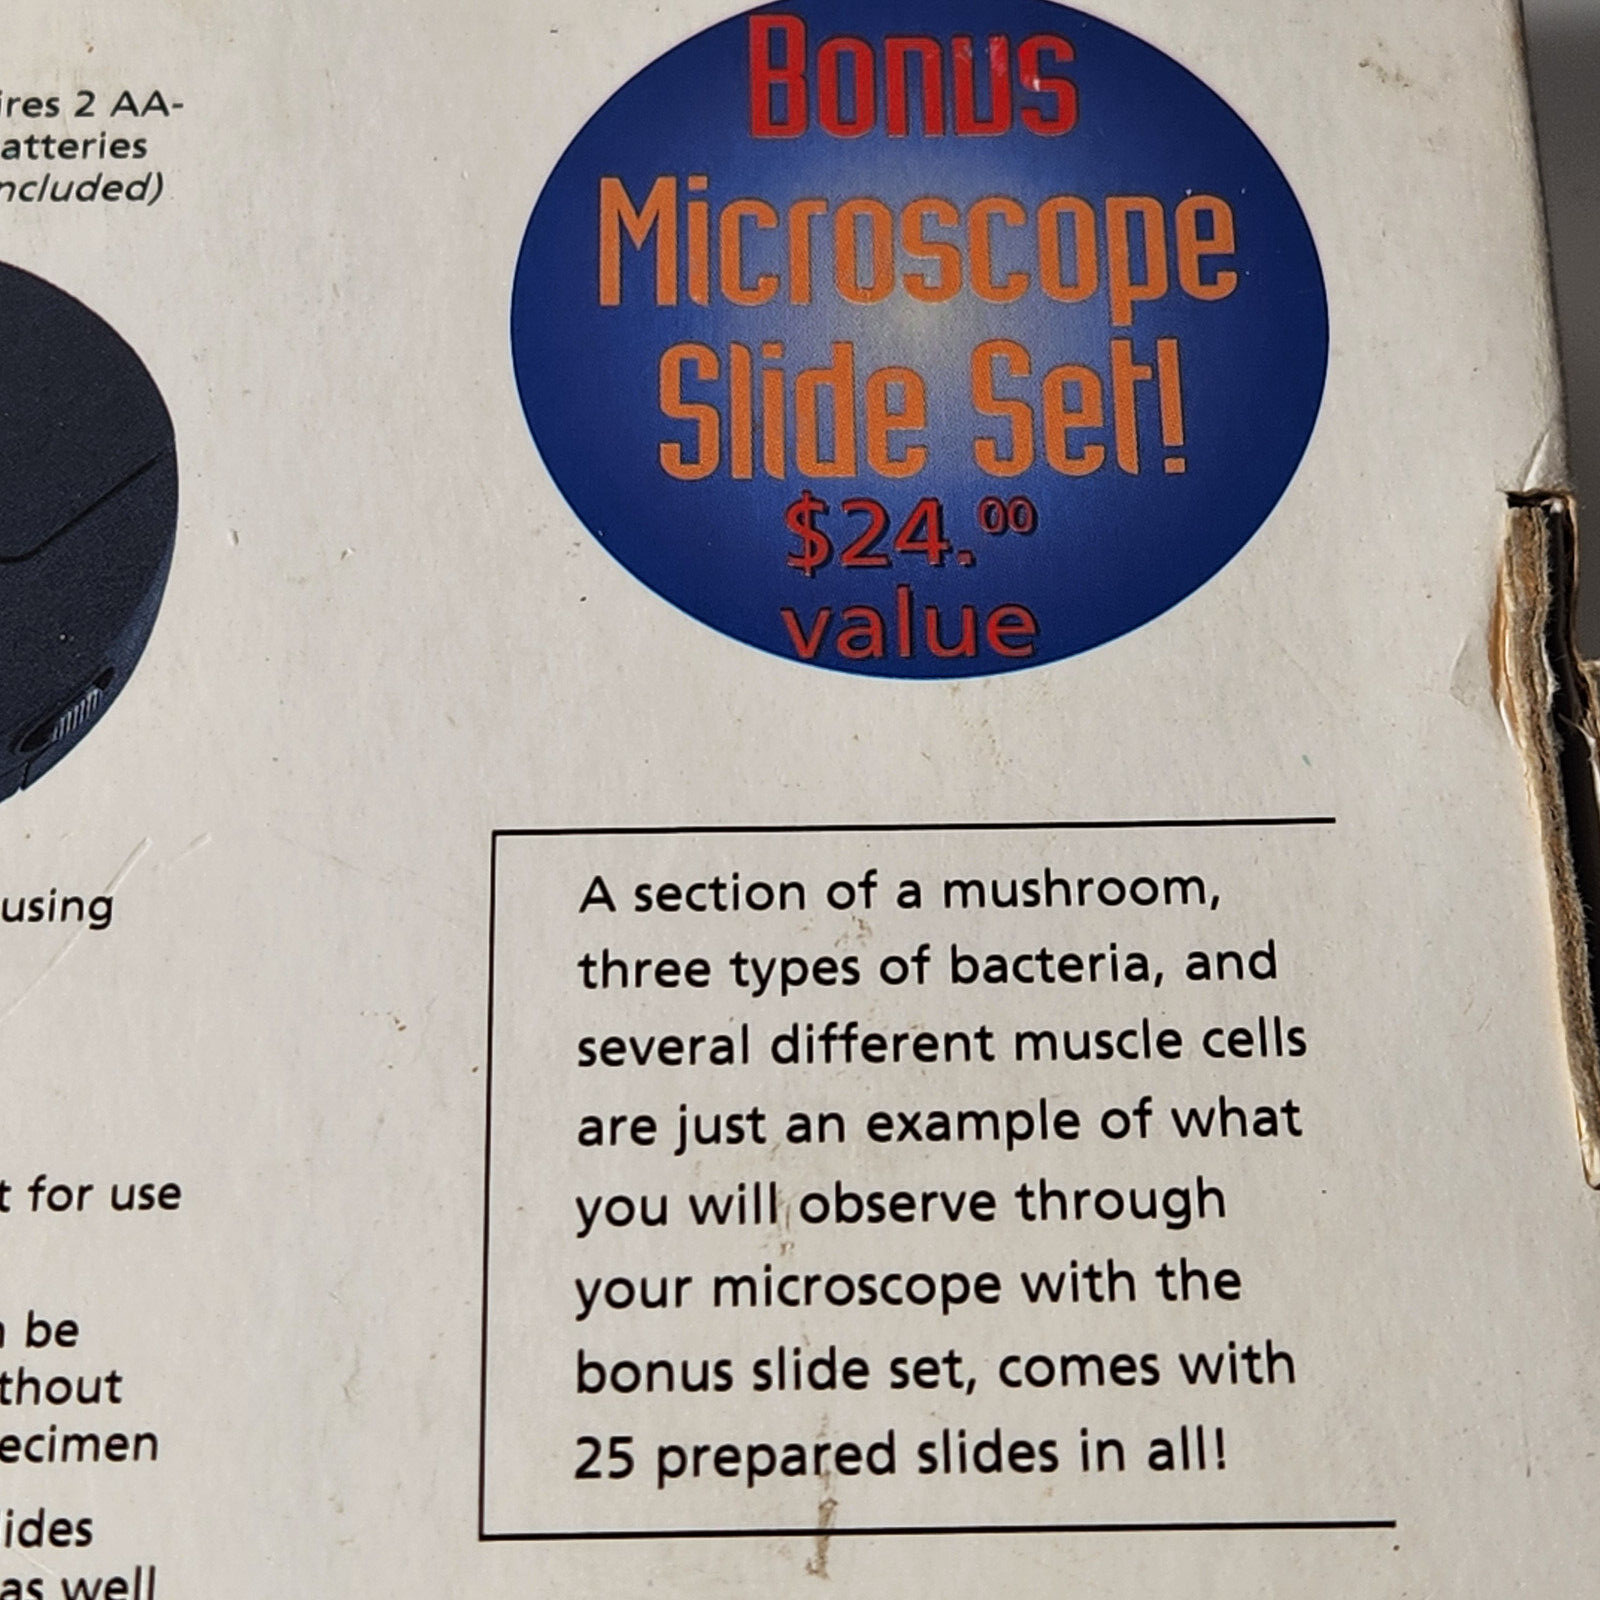 ires 2 AA-
atteries
ncluded)
Bonus
Microscope
Slide Set!
$24.00
value
using
t for use
be
thout
ecimen
ides
as well
A section of a mushroom,
three types of bacteria, and
several different muscle cells
are just an example of what
you will observe through
your microscope with the
bonus slide set, comes with
25 prepared slides in all!